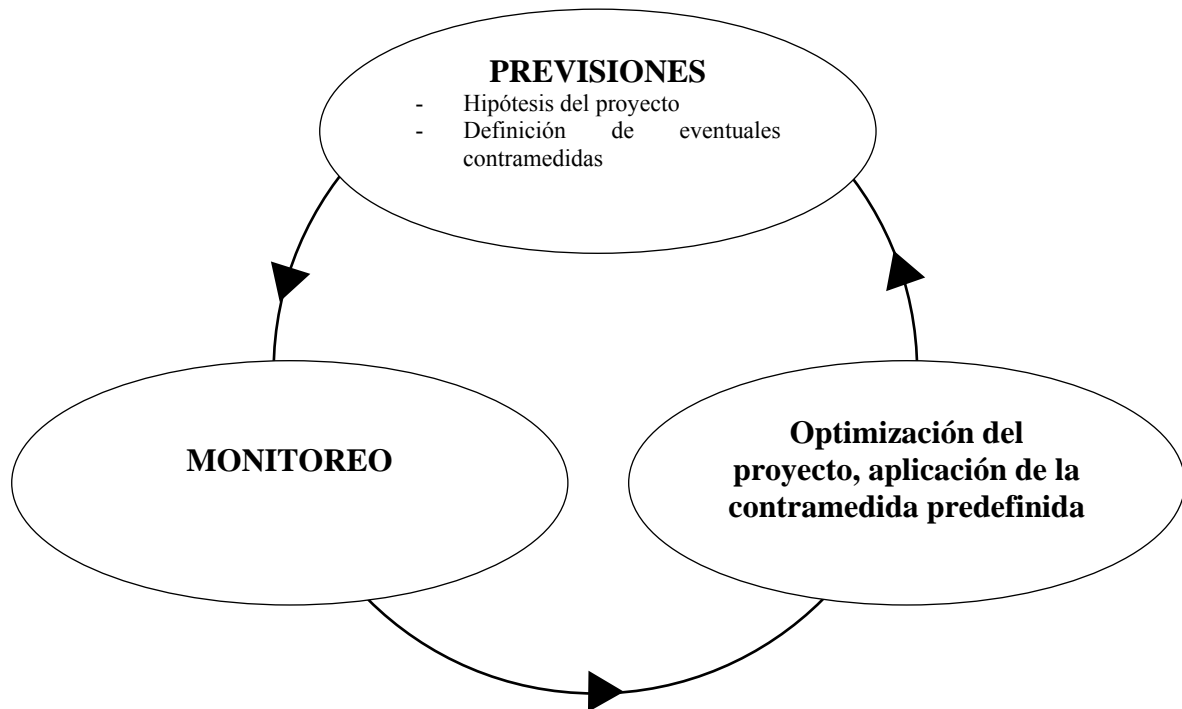 PREVISIONES
- Hipótesis del proyecto
- Definición de eventuales
contramedidas
MONITOREO
Optimización del
proyecto, aplicación de la
contramedida predefinida